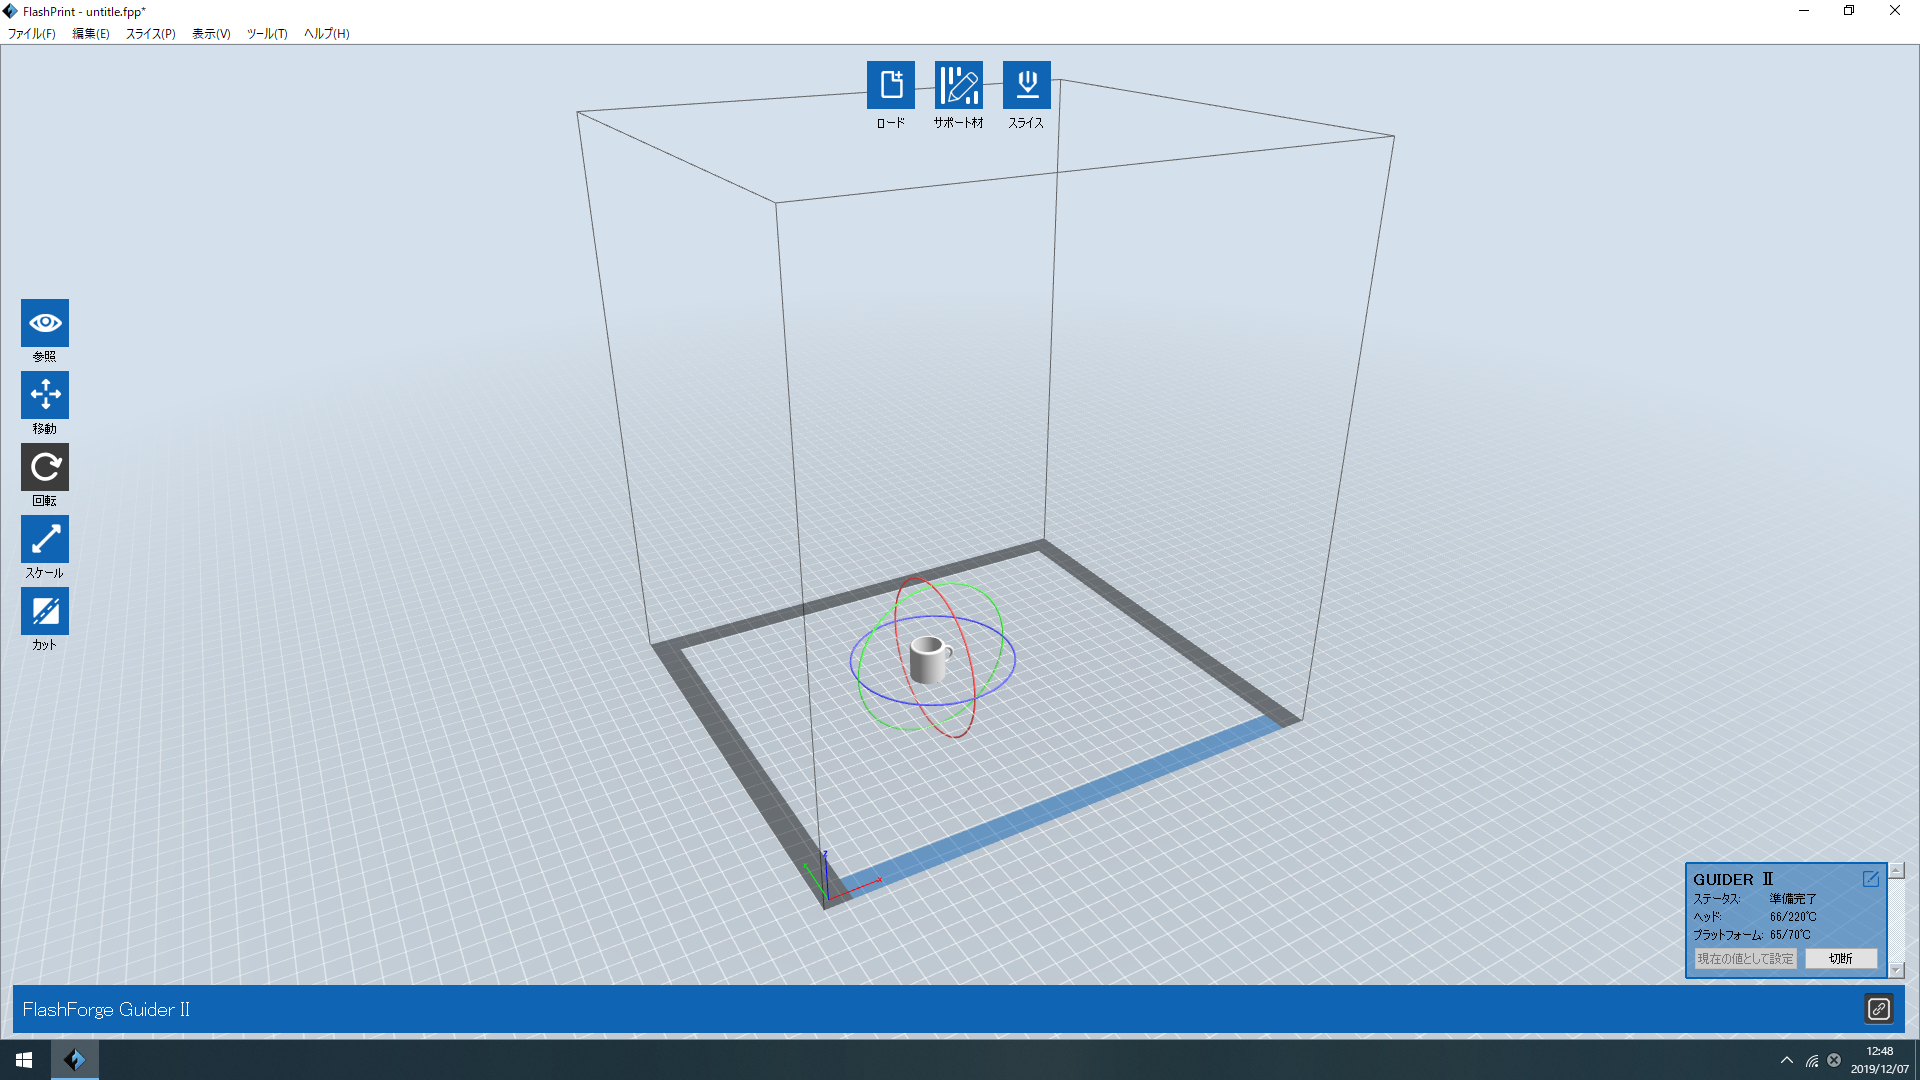 FlashPrint - untitle.fpp*
ファイル(F) 編集(E) スライス(P) 表示(V) ツール(T) ヘルプ(H)
ロード サポート材 スライス
参照
移動
回転
スケール
カット
z
x
GUIDER Ⅱ
ステータス: 準備完了
ヘッド: 66/220℃
プラットフォーム: 65/70℃
現在の値として設定 切断
FlashForge Guider II
12:48
2019/12/07